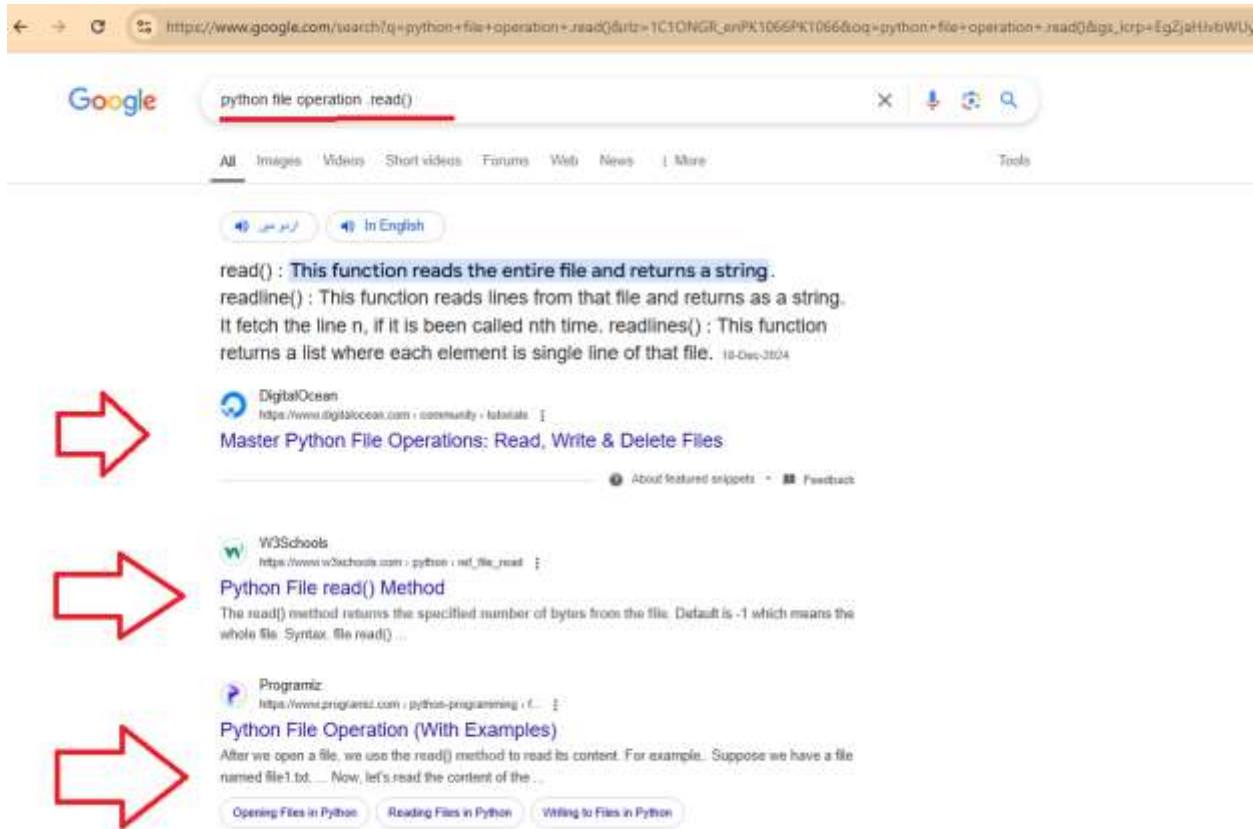 https://www.google.com/search?q=python+file+operation+.read()&rlz=1C1ONGR_enPK1066PK1066&oq=python+file+operation+.read()&gs_lcrp=
Google
python file operation .read()
All Images Videos Short videos Forums Web News More Tools
In English
read() : This function reads the entire file and returns a string.
readline() : This function reads lines from that file and returns as a string.
It fetch the line n, if it is been called nth time. readlines() : This function
returns a list where each element is single line of that file. 18-Dec-2024
DigitalOcean
https://www.digitalocean.com › community › tutorials
Master Python File Operations: Read, Write & Delete Files
About featured snippets • Feedback
W3Schools
https://www.w3schools.com › python › ref_file_read
Python File read() Method
The read() method returns the specified number of bytes from the file. Default is -1 which means the
whole file. Syntax. file.read() ...
Programiz
https://www.programiz.com › python-programming › f...
Python File Operation (With Examples)
After we open a file, we use the read() method to read its content. For example,. Suppose we have a file
named file1.txt. ... Now, let's read the content of the ...
Opening Files in Python Reading Files in Python Writing to Files in Python